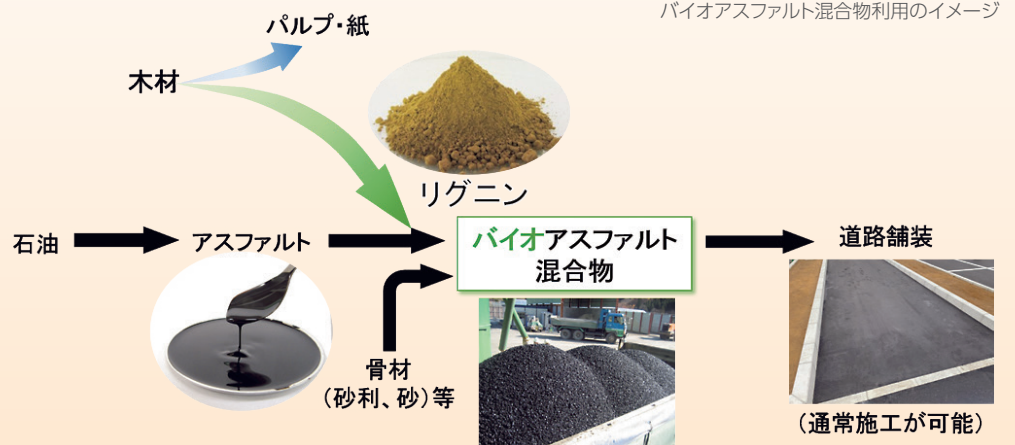 バイオアスファルト混合物利用のイメージ
パルプ・紙
木材
リグニン
石油
アスファルト
バイオアスファルト
混合物
道路舗装
骨材
(砂利、砂)等
(通常施工が可能)